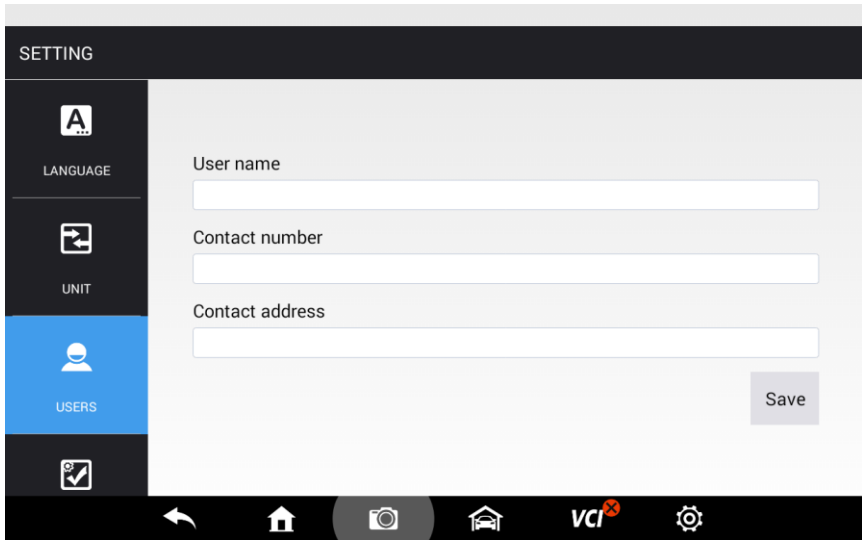 SETTING
A...
LANGUAGE
UNIT
USERS
User name
Contact number
Contact address
Save
VCI